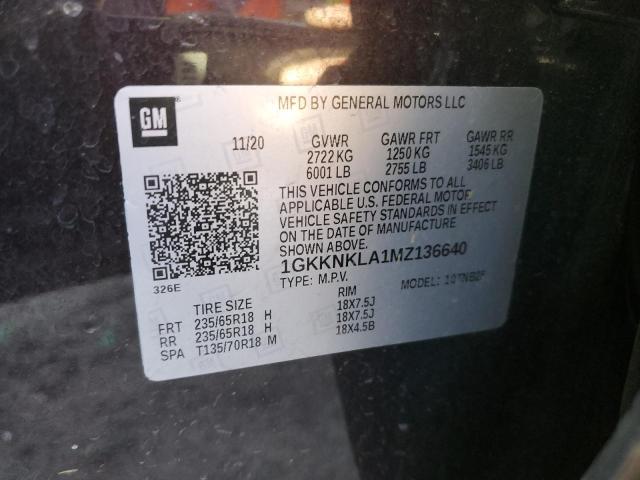 GM
MFD BY GENERAL MOTORS LLC
11/20 GVWR GAWR FRT GAWR RR
2722 KG 1250 KG 1545 KG
6001 LB 2755 LB 3406 LB
THIS VEHICLE CONFORMS TO ALL
APPLICABLE U.S. FEDERAL MOTOR
VEHICLE SAFETY STANDARDS IN EFFECT
ON THE DATE OF MANUFACTURE
SHOWN ABOVE.
1GKKNKLA1MZ136640
TYPE: M.P.V. MODEL:
326E
TIRE SIZE RIM
FRT 235/65R18 H 18X7.5J
RR 235/65R18 H 18X7.5J
SPA T135/70R18 M 18X4.5B